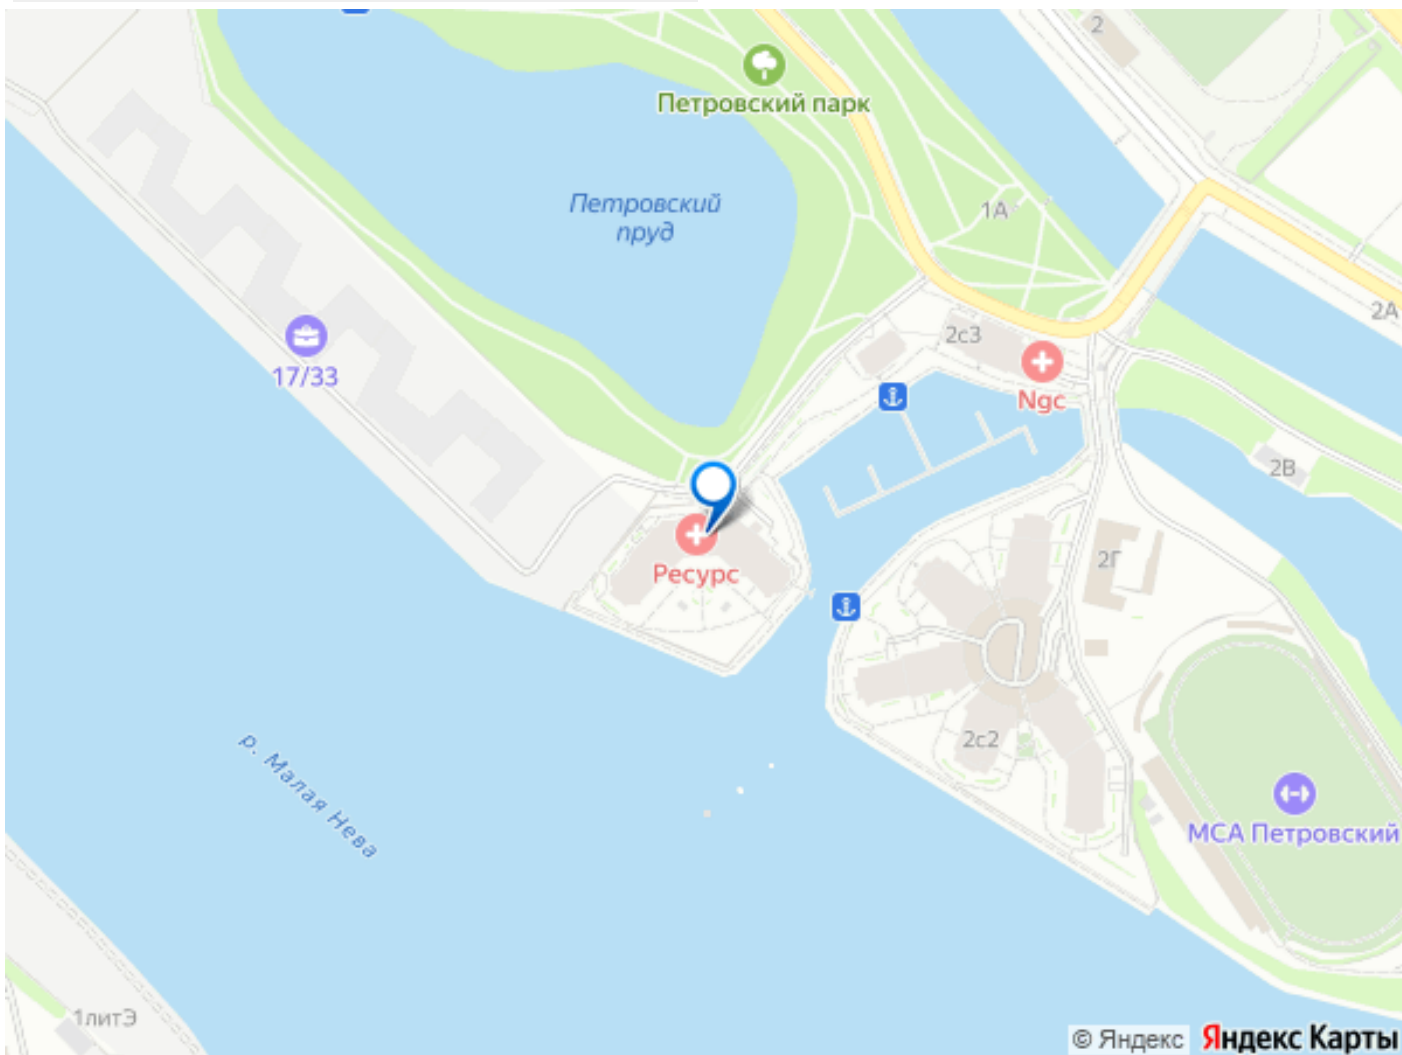 2
Петровский парк
Петровский
пруд
1А
2А
2с3
17/33
Ngc
2В
2Г
Ресурс
2с2
р. Малая Нева
МСА Петровский
1литЭ
© Яндекс Яндекс Карты